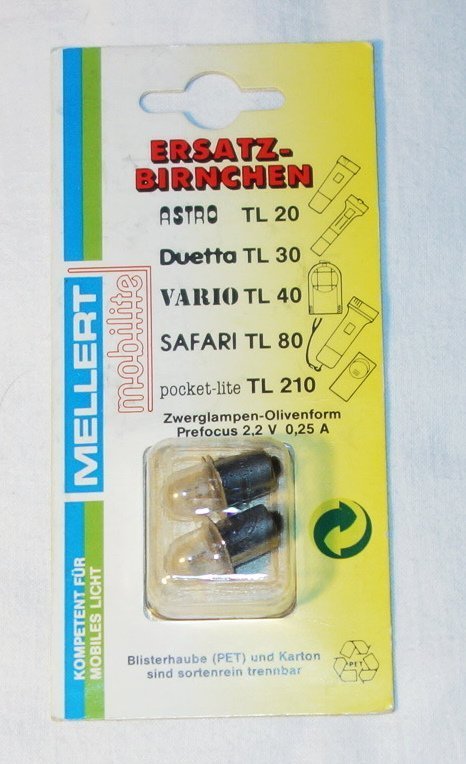 ERSATZ-
BIRNCHEN
ASTRO TL 20
Duetta TL 30
VARIO TL 40
SAFARI TL 80
pocket-lite TL 210
Zwerglampen-Olivenform
Prefocus 2,2 V 0,25 A
MELLERT
mobilite
KOMPETENT FÜR
MOBILES LICHT
Blisterhaube (PET) und Karton
sind sortenrein trennbar
PET